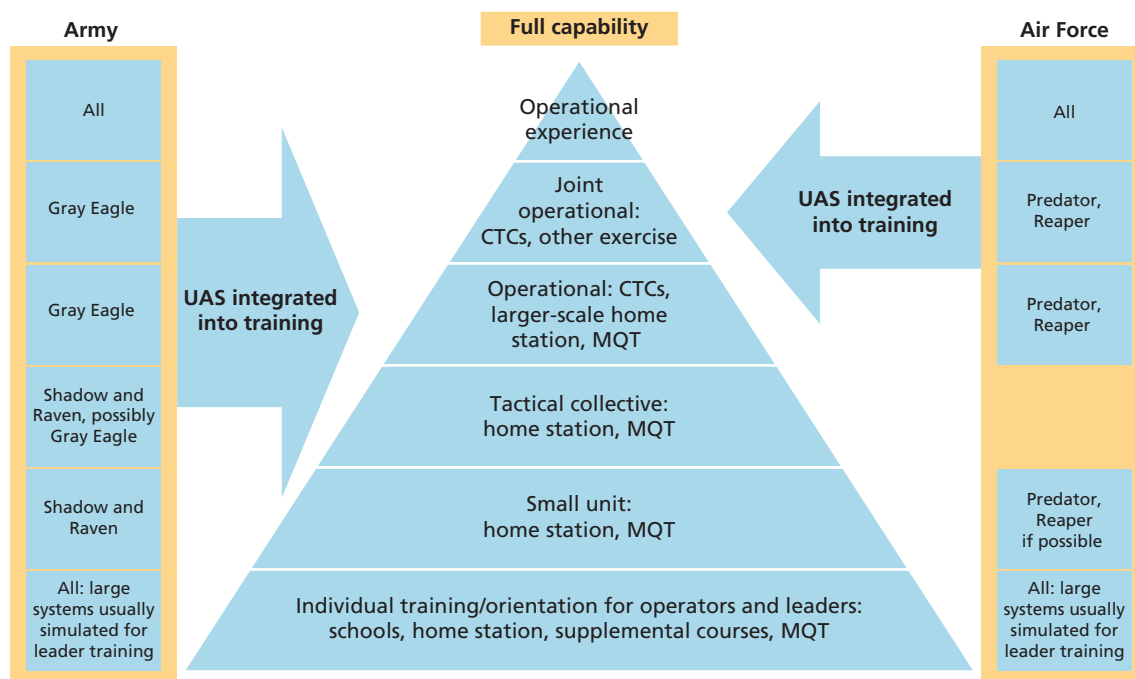 Army
Full capability
Air Force
All
Gray Eagle
Gray Eagle
Shadow and
Raven, possibly
Gray Eagle
Shadow and
Raven
All: large
systems usually
simulated for
leader training
UAS integrated
into training
Operational
experience
Joint
operational:
CTCs, other exercise
Operational: CTCs,
larger-scale home
station, MQT
Tactical collective:
home station, MQT
Small unit:
home station, MQT
Individual training/orientation for operators and leaders:
schools, home station, supplemental courses, MQT
UAS integrated
into training
All
Predator,
Reaper
Predator,
Reaper
Predator,
Reaper
if possible
All: large
systems usually
simulated for
leader training